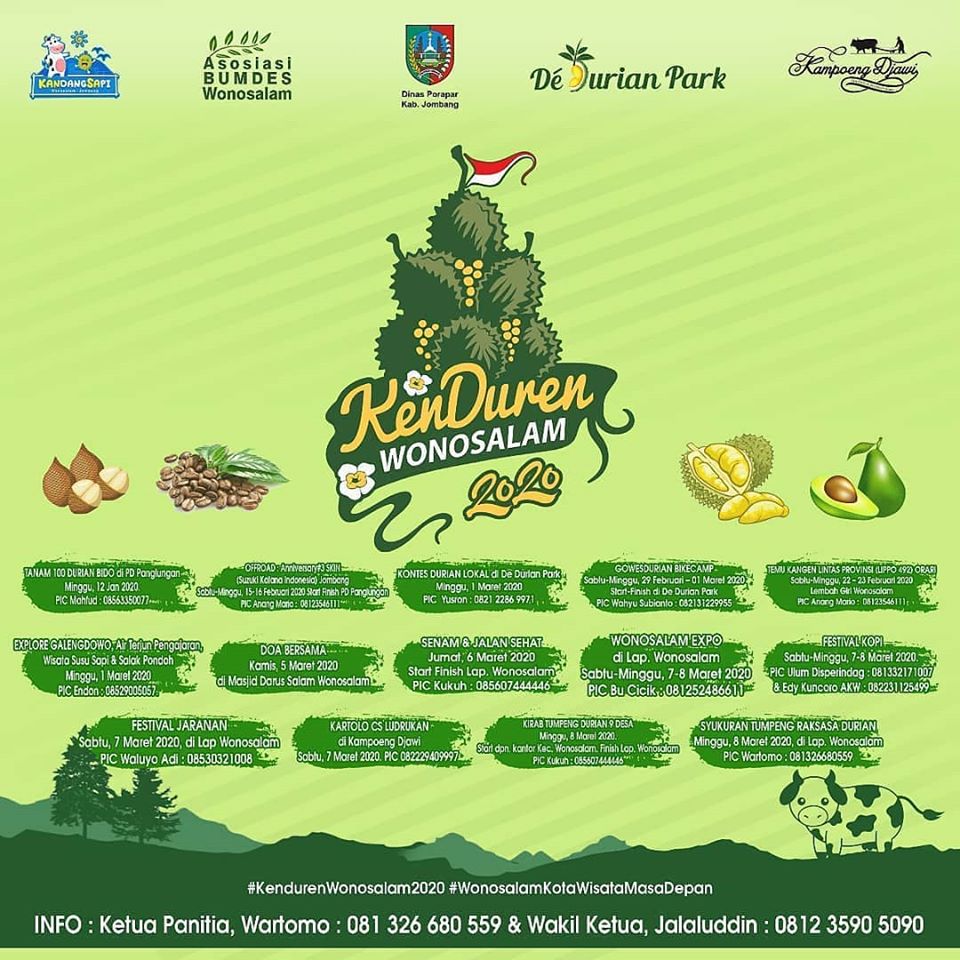 KANDANGSAPI
Wonosalam - Jombang
Asosiasi
BUMDES
Wonosalam
Dinas Porapar
Kab. Jombang
Dé Durian Park
Kampoeng Djawi
KenDuren
WONOSALAM
2020
TANAM 100 DURIAN BIDO di PD Panglungan
Minggu, 12 Jan 2020.
PIC Mahfud : 08563350077
OFFROAD : Anniversary#3 SKIN
(Suzuki Katana Indonesia) Jombang
Sabtu-Minggu, 15-16 Februari 2020 Start Finish PD Panglungan
PIC Anang Mario : 08123546111
KONTES DURIAN LOKAL di De Durian Park
Minggu, 1 Maret 2020
PIC Yusron : 0821 2286 9971
GOWESDURIAN BIKECAMP
Sabtu-Minggu, 29 Februari - 01 Maret 2020
Start-Finish di De Durian Park
PIC Wahyu Subianto : 082131229955
TEMU KANGEN LINTAS PROVINSI (LIPPO 492) ORARI
Sabtu-Minggu, 22 - 23 Februari 2020
Lembah Giri Wonosalam
PIC Anang Mario : 08123546111
EXPLORE GALENGDOWO, Air Terjun Pengajaran,
Wisata Susu Sapi & Salak Pondoh
Minggu, 1 Maret 2020
PIC Endon : 08529005057
DOA BERSAMA
Kamis, 5 Maret 2020
di Masjid Darus Salam Wonosalam
SENAM & JALAN SEHAT
Jumat, 6 Maret 2020
Start Finish Lap. Wonosalam
PIC Kukuh : 085607444446
WONOSALAM EXPO
di Lap. Wonosalam
Sabtu-Minggu, 7-8 Maret 2020
PIC Bu Cicik : 081252486611
FESTIVAL KOPI
Sabtu-Minggu, 7-8 Maret 2020.
PIC Ulum Disperindag : 081332171007
& Edy Kuncoro AKW : 082231125499
FESTIVAL JARANAN
Sabtu, 7 Maret 2020, di Lap Wonosalam
PIC Waluyo Adi : 08530321008
KARTOLO CS LUDRUKAN
di Kampoeng Djawi
Sabtu, 7 Maret 2020. PIC 082229409997
KIRAB TUMPENG DURIAN 9 DESA
Minggu, 8 Maret 2020.
Start dpn. kantor Kec. Wonosalam. Finish Lap. Wonosalam
PIC Kukuh : 085607444446
SYUKURAN TUMPENG RAKSASA DURIAN
Minggu, 8 Maret 2020, di Lap. Wonosalam
PIC Wartomo : 081326680559
#KendurenWonosalam2020 #WonosalamKotaWisataMasaDepan
INFO : Ketua Panitia, Wartomo : 081 326 680 559 & Wakil Ketua, Jalaluddin : 0812 3590 5090